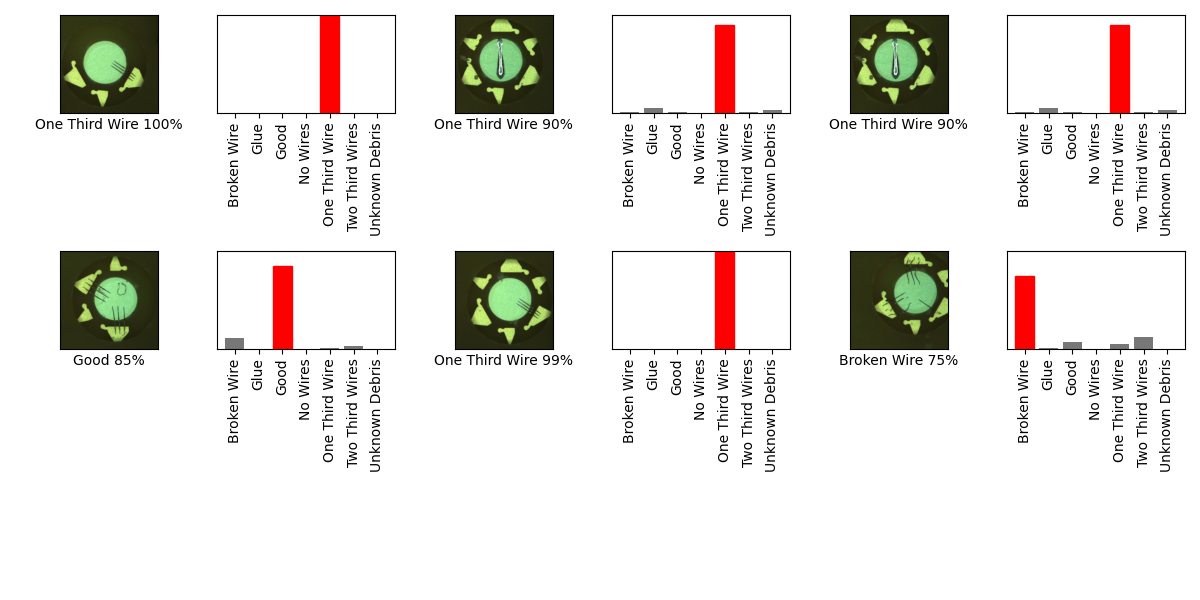 One Third Wire 100%
Broken Wire
Glue
Good
No Wires
One Third Wire
Two Third Wires
Unknown Debris
One Third Wire 90%
Broken Wire
Glue
Good
No Wires
One Third Wire
Two Third Wires
Unknown Debris
One Third Wire 90%
Broken Wire
Glue
Good
No Wires
One Third Wire
Two Third Wires
Unknown Debris
Good 85%
Broken Wire
Glue
Good
No Wires
One Third Wire
Two Third Wires
Unknown Debris
One Third Wire 99%
Broken Wire
Glue
Good
No Wires
One Third Wire
Two Third Wires
Unknown Debris
Broken Wire 75%
Broken Wire
Glue
Good
No Wires
One Third Wire
Two Third Wires
Unknown Debris